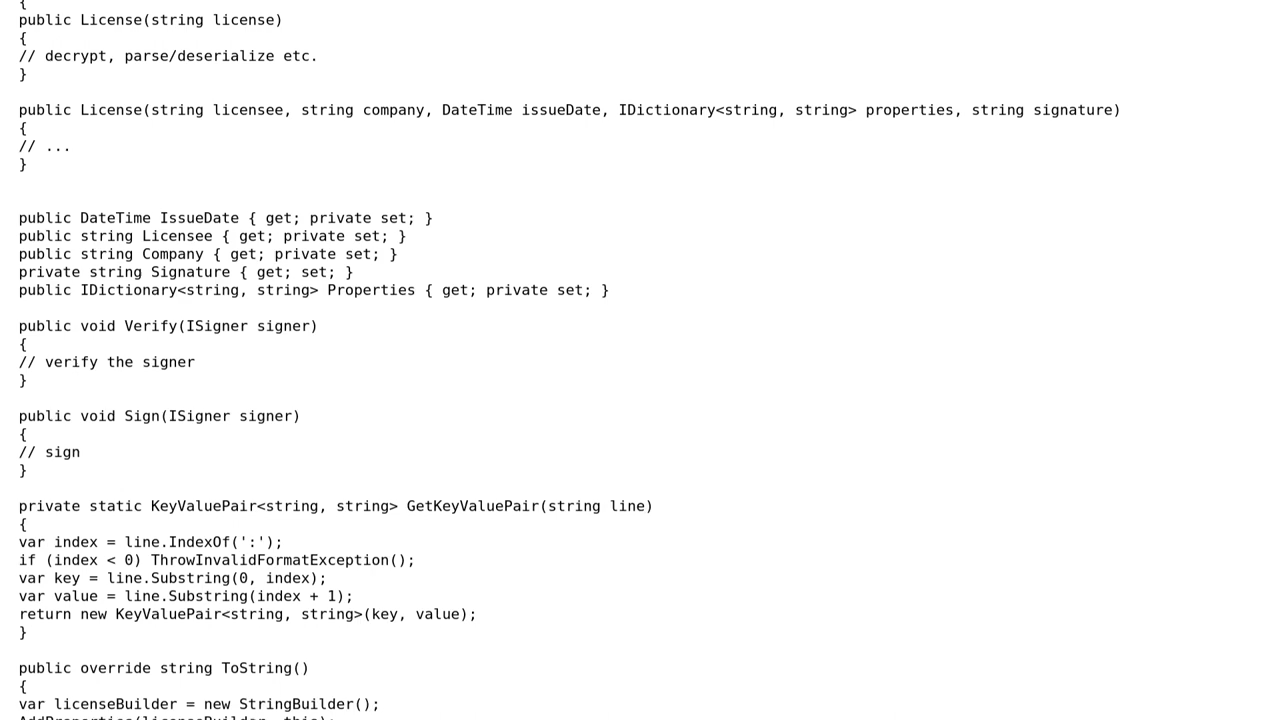 {
public License(string license)
{
// decrypt, parse/deserialize etc.
}
public License(string licensee, string company, DateTime issueDate, IDictionary<string, string> properties, string signature)
{
// ...
}
public DateTime IssueDate { get; private set; }
public string Licensee { get; private set; }
public string Company { get; private set; }
private string Signature { get; set; }
public IDictionary<string, string> Properties { get; private set; }
public void Verify(ISigner signer)
{
// verify the signer
}
public void Sign(ISigner signer)
{
// sign
}
private static KeyValuePair<string, string> GetKeyValuePair(string line)
{
var index = line.IndexOf(':');
if (index < 0) ThrowInvalidFormatException();
var key = line.Substring(0, index);
var value = line.Substring(index + 1);
return new KeyValuePair<string, string>(key, value);
}
public override string ToString()
{
var licenseBuilder = new StringBuilder();
AddProperties(licenseBuilder, this);